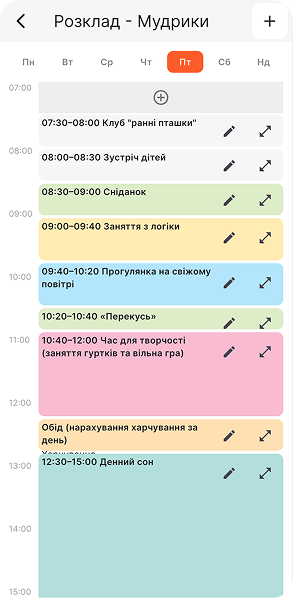 Розклад - Мудрики
Пн Вт Ср Чт Пт Сб Нд
07:00
07:30–08:00 Клуб "ранні пташки"
08:00
08:00–08:30 Зустріч дітей
08:30–09:00 Сніданок
09:00
09:00–09:40 Заняття з логіки
09:40–10:20 Прогулянка на свіжому
повітрі
10:00
10:20–10:40 «Перекусь»
11:00
10:40–12:00 Час для творчості
(заняття гуртків та вільна гра)
12:00
Обід (нарахування харчування за
день)
Харчування
12:30–15:00 Денний сон
13:00
14:00
15:00